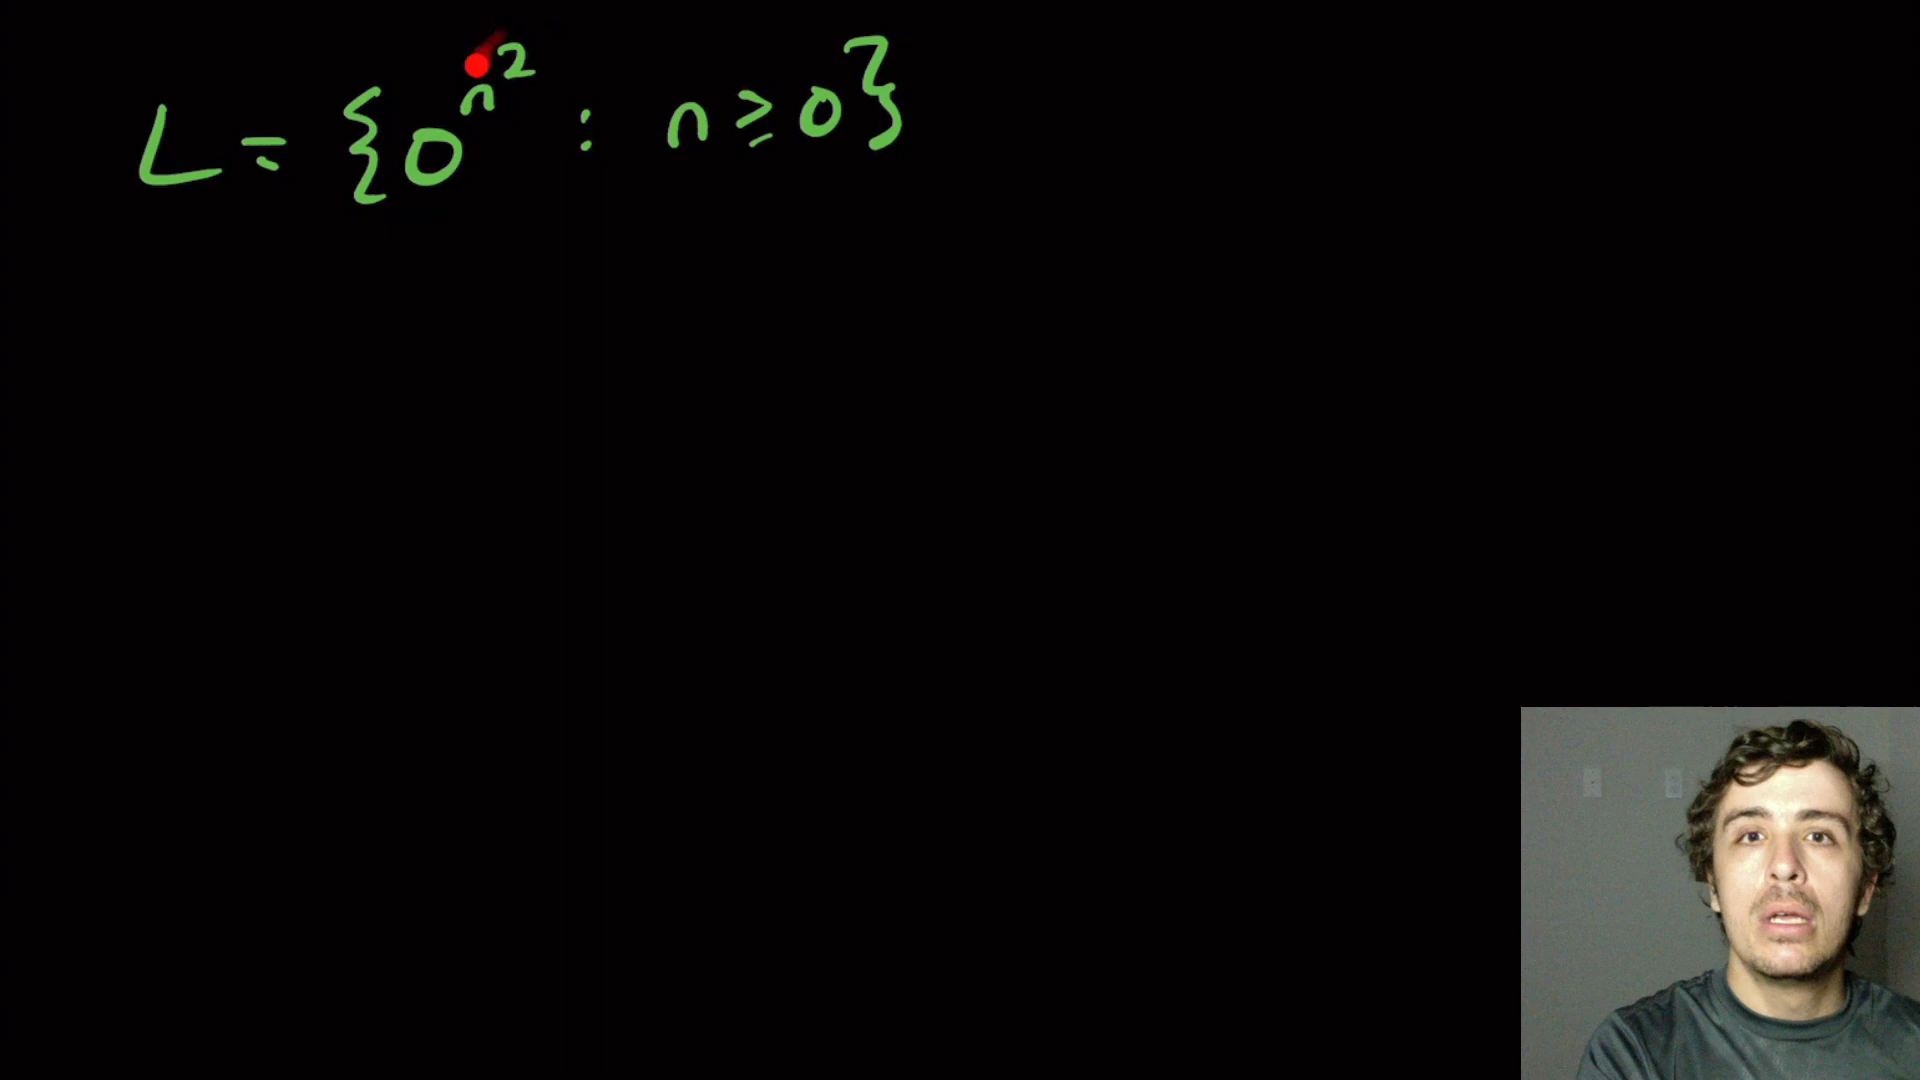 L = {0^{n^2} : n ≥ 0}